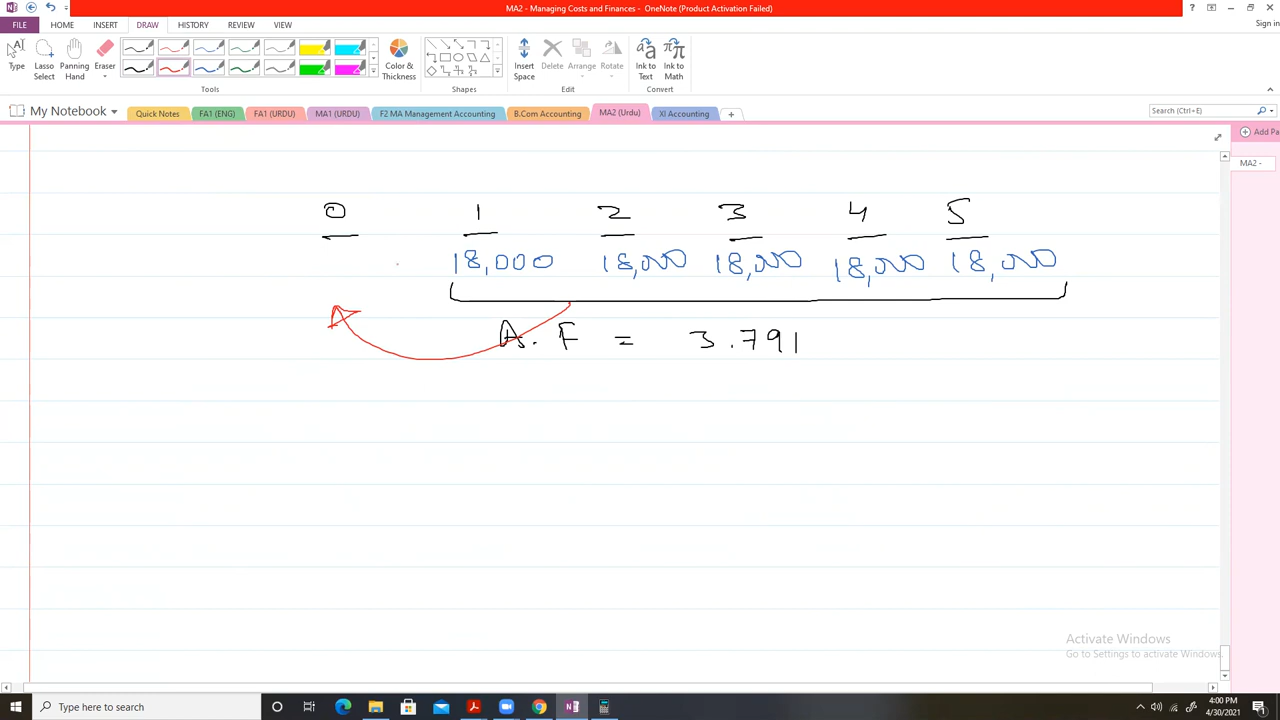 MA2 - Managing Costs and Finances - OneNote (Product Activation Failed)
FILE HOME INSERT DRAW HISTORY REVIEW VIEW
Sign in
Type
Lasso Select
Panning Hand
Eraser
Color & Thickness
Insert Space
Delete
Arrange
Rotate
Ink to Text
Ink to Math
Tools
Shapes
Edit
Convert
My Notebook
Quick Notes
FA1 (ENG)
FA1 (URDU)
MA1 (URDU)
F2 MA Management Accounting
B.Com Accounting
MA2 (Urdu)
XI Accounting
Search (Ctrl+E)
Add Pa
MA2 -
0 1 2 3 4 5
18,000 18,000 18,000 18,000 18,000
A.F = 3.791
Activate Windows
Go to Settings to activate Windows.
Type here to search
4:00 PM
4/30/2021